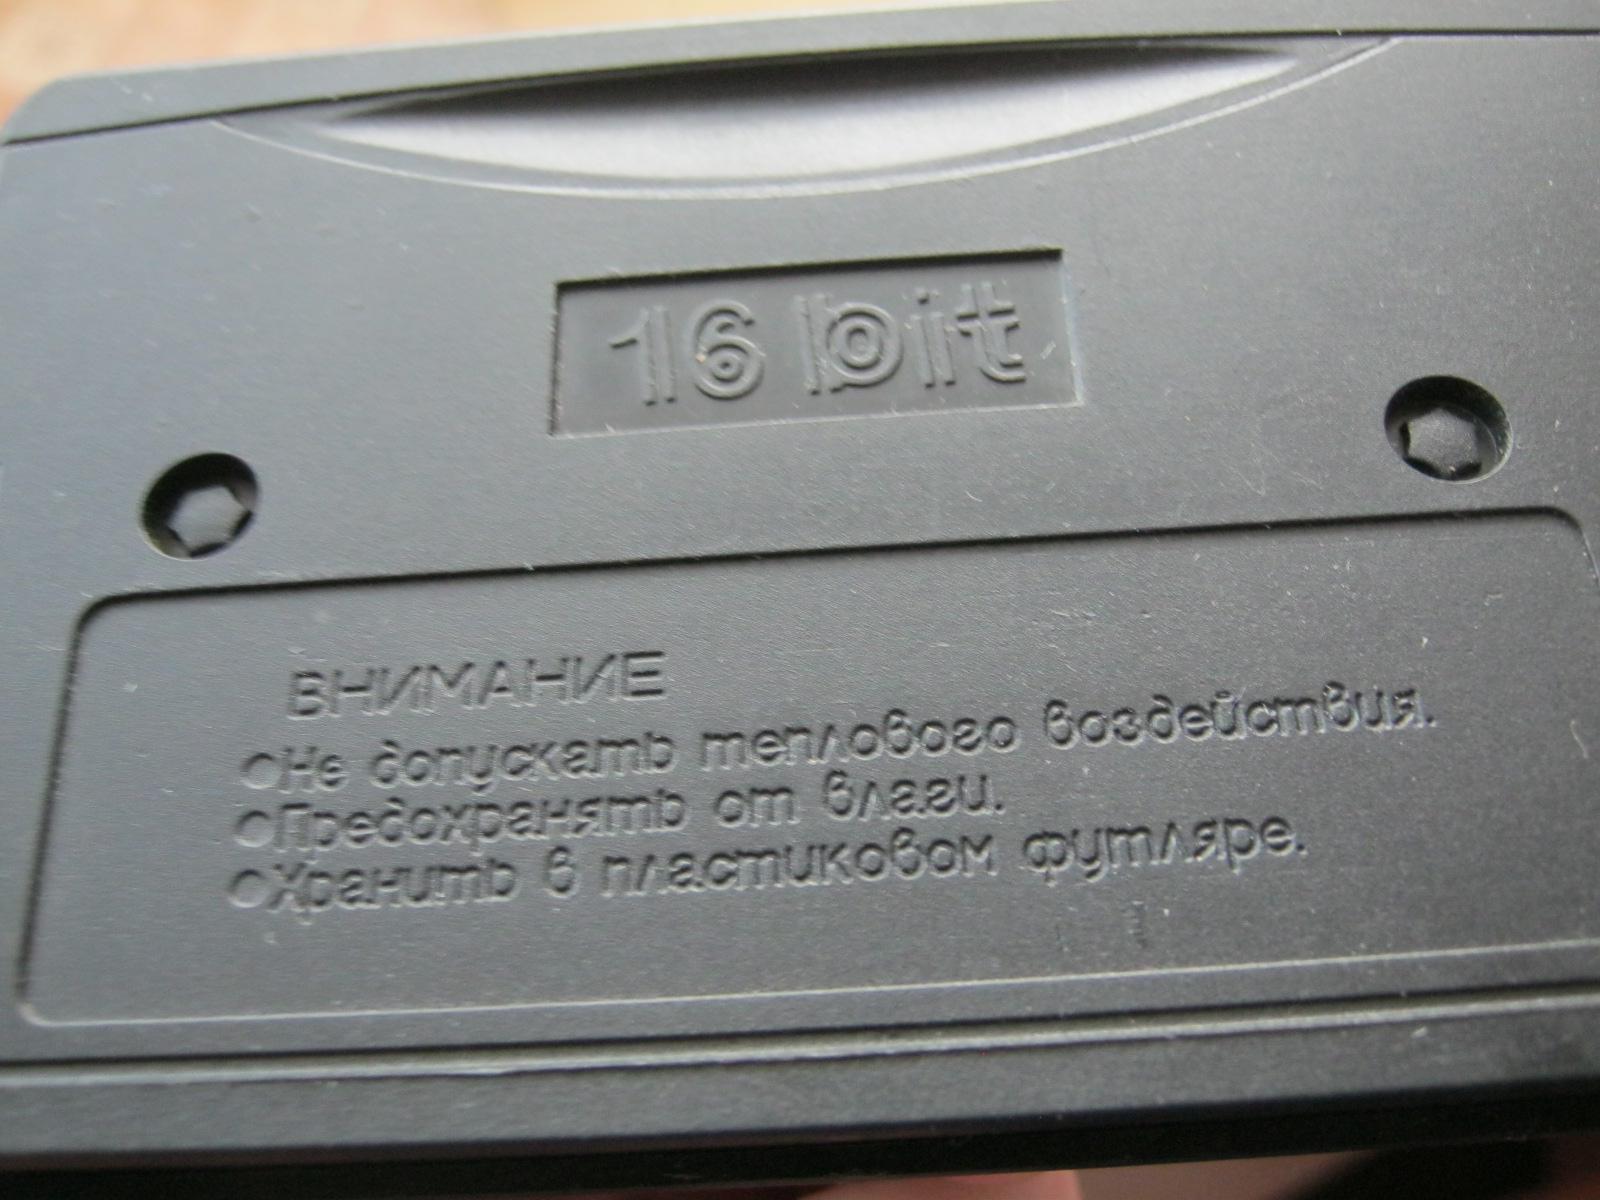 16 bit
ВНИМАНИЕ
●Не допускать теплового воздействия.
●Предохранять от влаги.
●Хранить в пластиковом футляре.